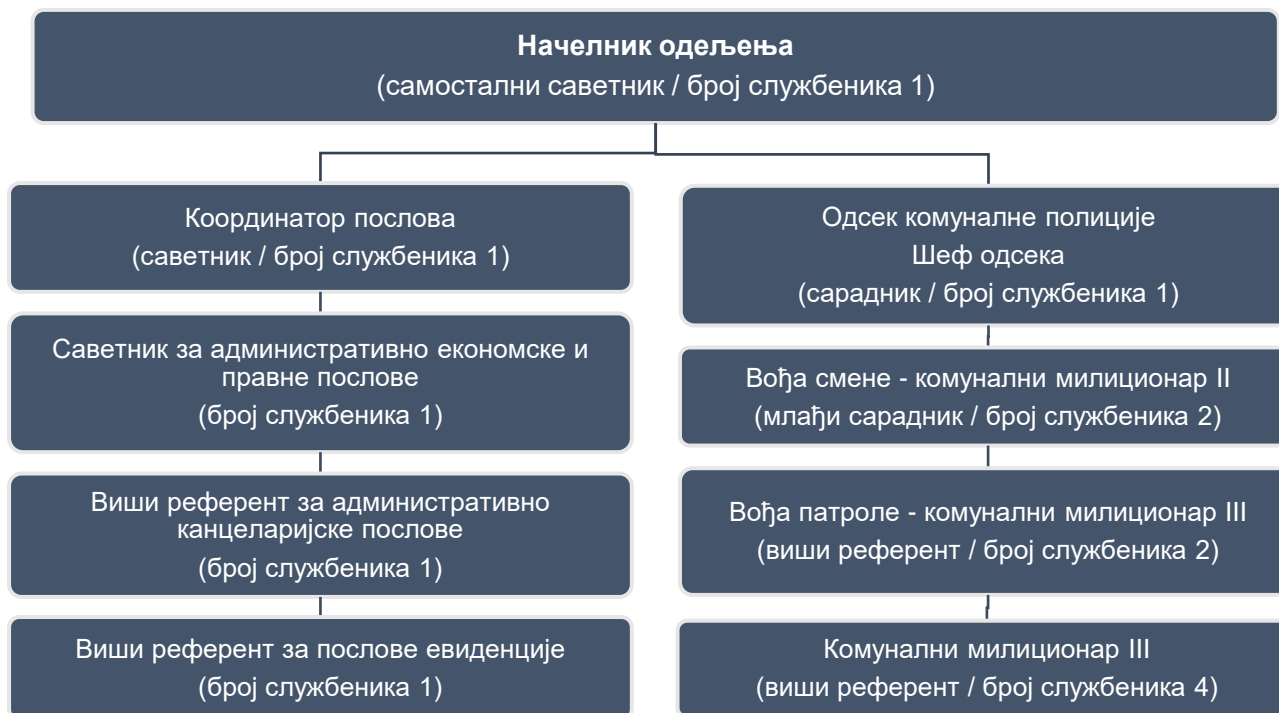 Начелник одељења
(самостални саветник / број службеника 1)
Координатор послова
(саветник / број службеника 1)
Саветник за административно економске и
правне послове
(број службеника 1)
Виши референт за административно
канцеларијске послове
(број службеника 1)
Виши референт за послове евиденције
(број службеника 1)
Одсек комуналне полиције
Шеф одсека
(сарадник / број службеника 1)
Вођа смене - комунални милиционар II
(млађи сарадник / број службеника 2)
Вођа патроле - комунални милиционар III
(виши референт / број службеника 2)
Комунални милиционар III
(виши референт / број службеника 4)